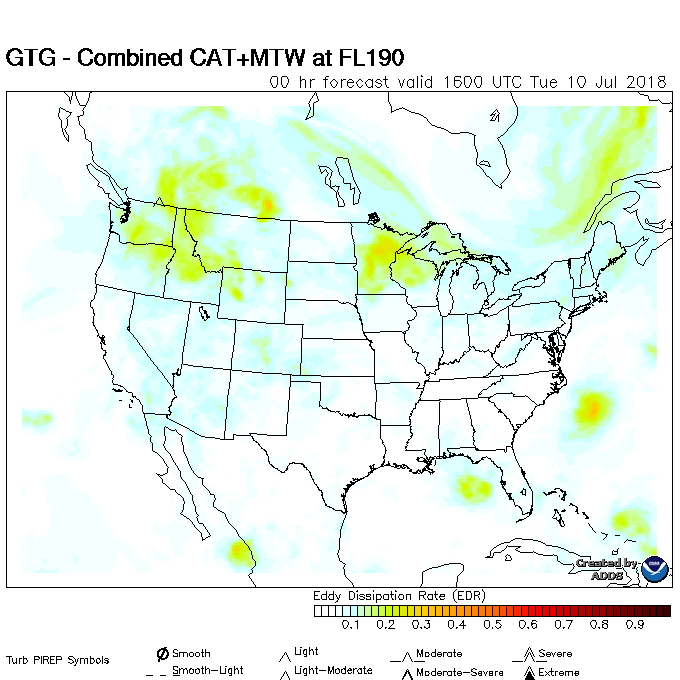 GTG - Combined CAT+MTW at FL190
00 hr forecast valid 1600 UTC Tue 10 Jul 2018
Created by
ADDS
Eddy Dissipation Rate (EDR)
0.1 0.2 0.3 0.4 0.5 0.6 0.7 0.8 0.9
Turb PIREP Symbols
Smooth Light Moderate Severe
Smooth-Light Light-Moderate Moderate-Severe Extreme